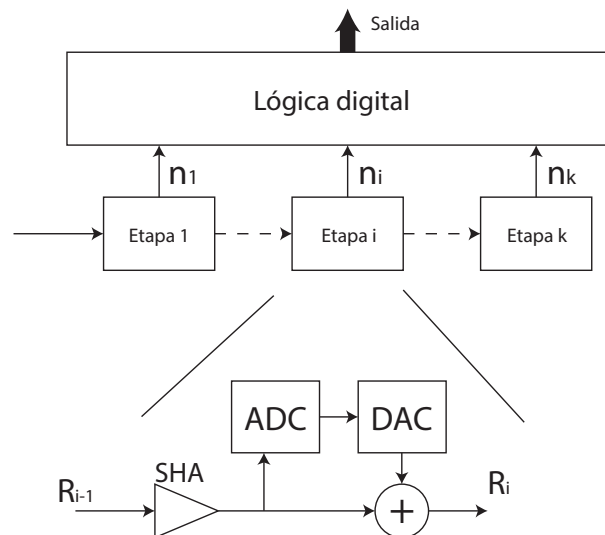 Salida
Lógica digital
n1 ni nk
Etapa 1 Etapa i Etapa k
ADC DAC
SHA
Ri-1 Ri
+